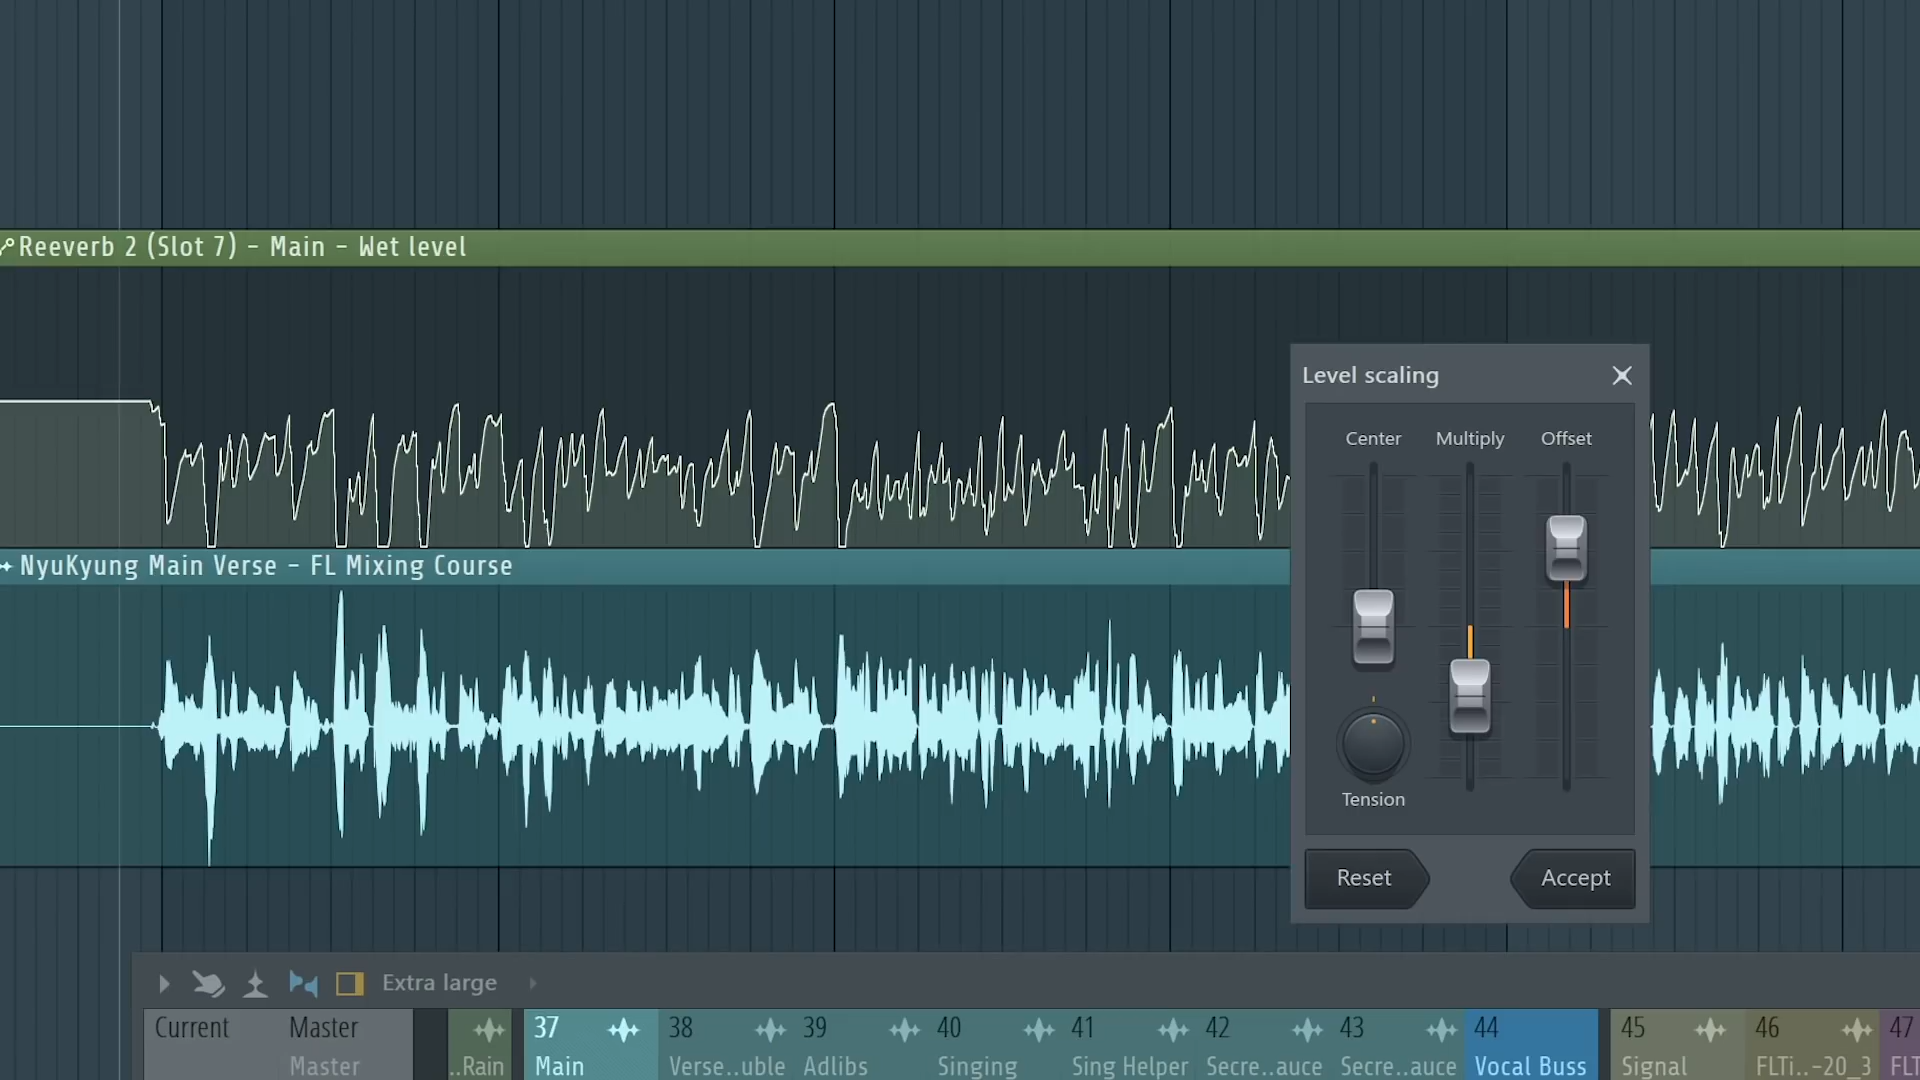 Reeverb 2 (Slot 7) - Main - Wet level
Level scaling
Center Multiply Offset
NyuKyung Main Verse - FL Mixing Course
Tension
Reset Accept
Extra large
Current Master
Master
..Rain
37
Main
38
Verse..uble
39
Adlibs
40
Singing
41
Sing Helper
42
Secre..auce
43
Secre..auce
44
Vocal Buss
45
Signal
46
FLTi..-20_3
47
FLT